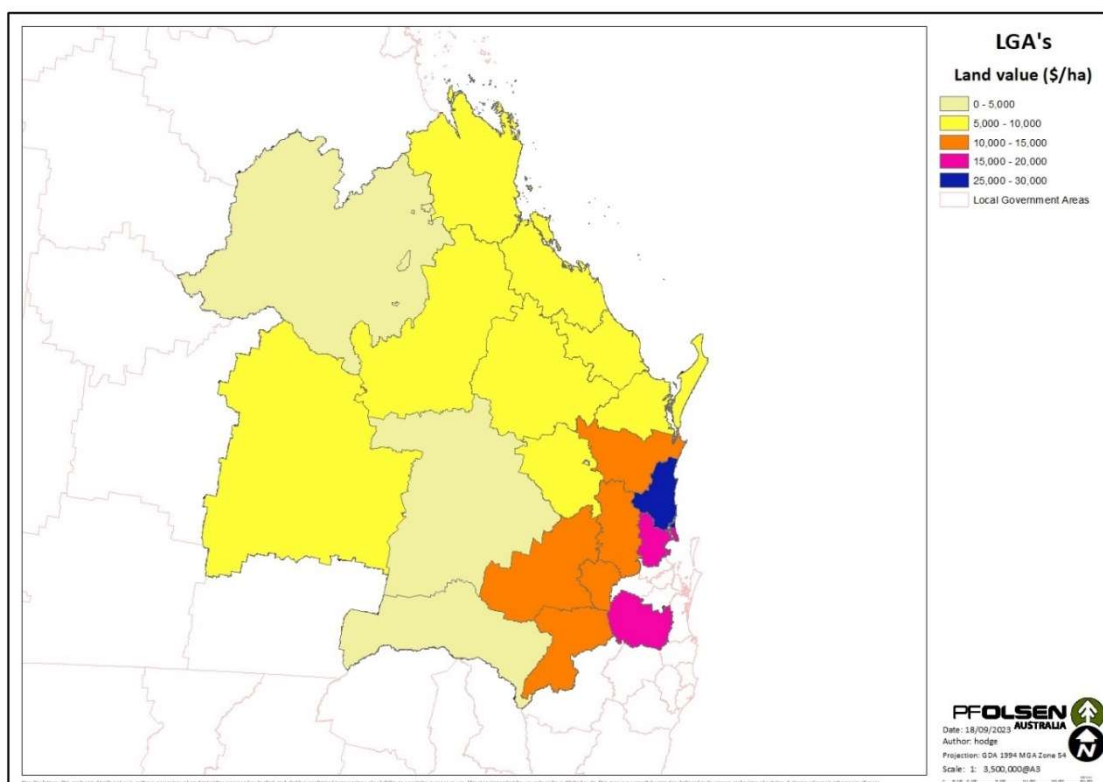 LGA's
Land value ($/ha)
0 - 5,000
5,000 - 10,000
10,000 - 15,000
15,000 - 20,000
25,000 - 30,000
Local Government Areas
PF OLSEN
AUSTRALIA
Date: 18/09/2023
Author: hodge
Projection: GDA 1994 MGA Zone 54
Scale: 1: 3,500,000@A3
N